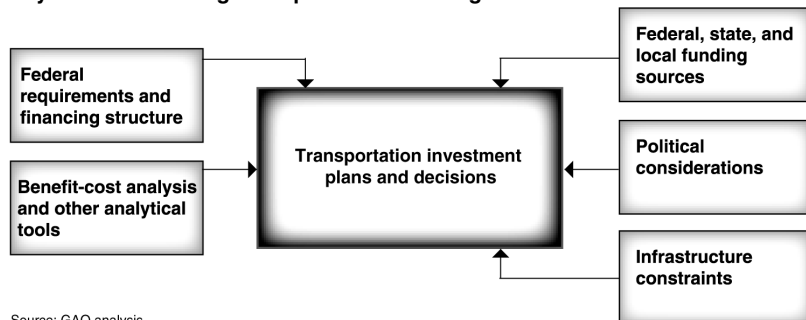 Federal
requirements and
financing structure
Benefit-cost analysis
and other analytical
tools
Transportation investment
plans and decisions
Federal, state, and
local funding
sources
Political
considerations
Infrastructure
constraints
Source: GAO analysis